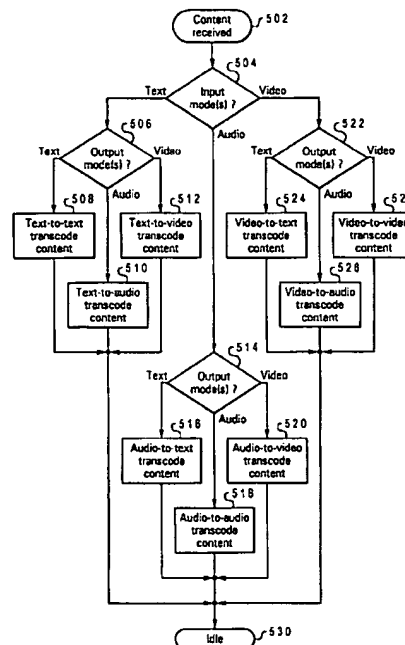 Content
received
502
504
Input
mode(s) ?
Text
Video
Audio
506
Output
mode(s) ?
Text
Video
Audio
522
Output
mode(s) ?
Text
Video
Audio
508
Text-to-text
transcode
content
512
Text-to-video
transcode
content
510
Text-to-audio
transcode
content
524
Video-to-text
transcode
content
52
Video-to-video
transcode
content
526
Video-to-audio
transcode
content
514
Output
mode(s) ?
Text
Video
Audio
516
Audio-to-text
transcode
content
520
Audio-to-video
transcode
content
518
Audio-to-audio
transcode
content
Idle
530